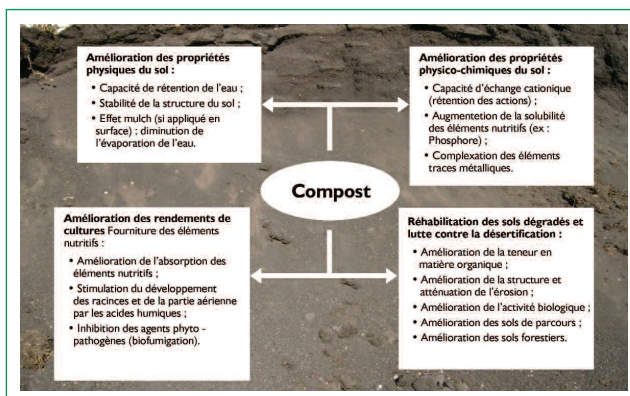 Amélioration des propriétés
physiques du sol :
• Capacité de rétention de l'eau ;
• Stabilité de la structure du sol ;
• Effet mulch (si appliqué en
surface) : diminution de
l'évaporation de l'eau.
Amélioration des propriétés
physico-chimiques du sol :
• Capacité d'échange cationique
(rétention des actions) ;
• Augmentetion de la solubilité
des éléments nutritifs (ex :
Phosphore) ;
• Complexation des éléments
traces métalliques.
Compost
Amélioration des rendements de
cultures Fourniture des éléments
nutritifs :
• Amélioration de l'absorption des
éléments nutritifs ;
• Stimulation du développement
des racinces et de la partie aérienne
par les acides humiques ;
• Inhibition des agents phyto -
pathogènes (biofumigation).
Réhabilitation des sols dégradés et
lutte contre la désertification :
• Amélioration de la teneur en
matière organique ;
• Amélioration de la structure et
atténuation de l'érosion ;
• Amélioration de l'activité biologique ;
• Amélioration des sols de parcours ;
• Amélioration des sols forestiers.